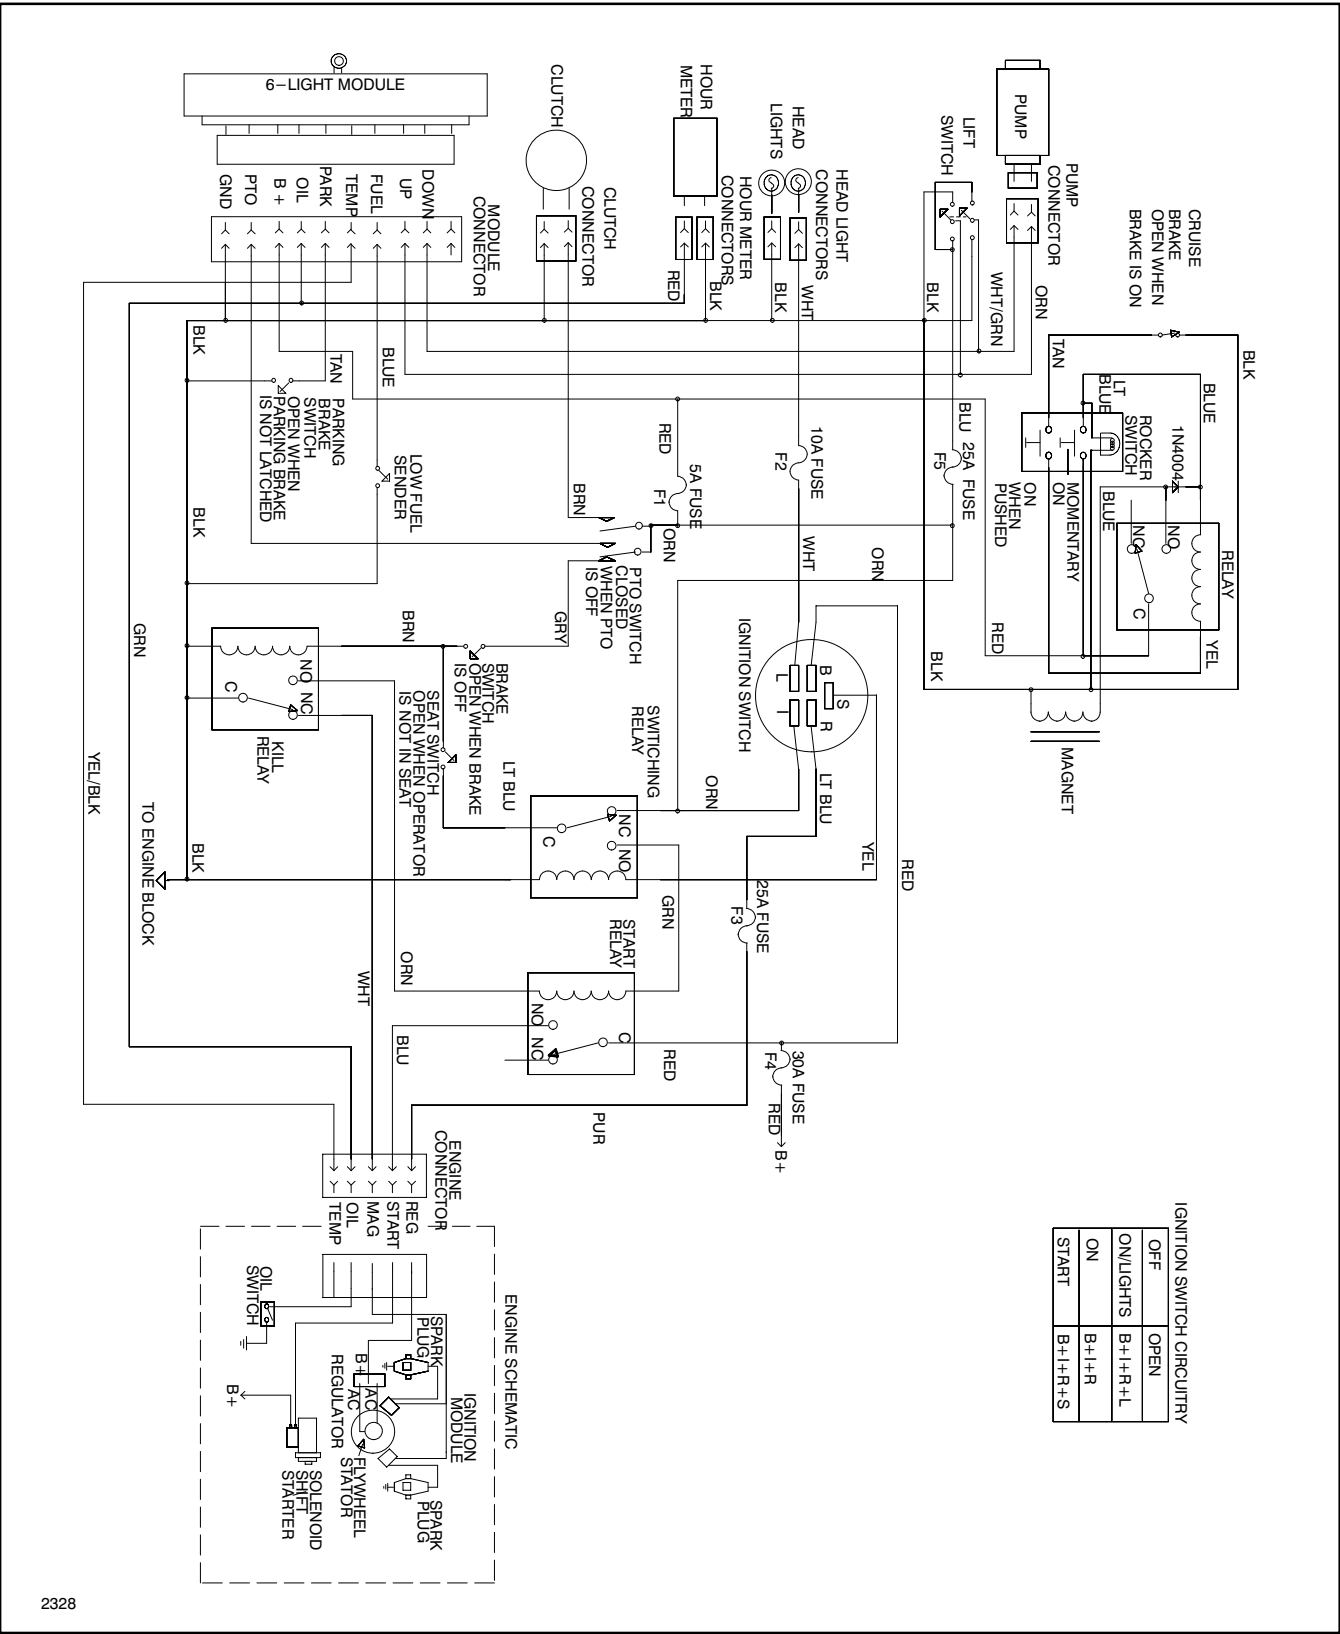 6-LIGHT MODULE
GND
PTO
B +
OIL
PARK
TEMP
FUEL
UP
DOWN
MODULE
CONNECTOR
CLUTCH
CLUTCH
CONNECTOR
HOUR
METER
HOUR METER
CONNECTORS
RED
BLK
HEAD
LIGHTS
HEAD LIGHT
CONNECTORS
BLK
WHT
LIFT
SWITCH
BLK
WHT/GRN
PUMP
PUMP
CONNECTOR
ORN
CRUISE
BRAKE
OPEN WHEN
BRAKE IS ON
TAN
BLK
LT
BLUE
BLUE
ROCKER
SWITCH
1N4004
MOMENTARY
ON
ON
WHEN
PUSHED
BLUE
NC
NO
C
RELAY
YEL
RED
BLK
MAGNET
BLK
TAN
BLUE
PARKING
BRAKE
SWITCH
OPEN WHEN
PARKING BRAKE
IS NOT LATCHED
LOW FUEL
SENDER
BLK
BRN
RED
5A FUSE
F1
ORN
10A FUSE
F2
WHT
BLU
25A FUSE
F5
ORN
PTO SWITCH
CLOSED
WHEN PTO
IS OFF
GRY
GRN
BRN
C
NO
NC
KILL
RELAY
BRAKE
SWITCH
OPEN WHEN BRAKE
IS OFF
SEAT SWITCH
OPEN WHEN OPERATOR
IS NOT IN SEAT
LT BLU
SWITICHING
RELAY
C
NC
NO
IGNITION SWITCH
L
B
S
I
R
ORN
LT BLU
YEL
RED
YEL/BLK
TO ENGINE BLOCK
BLK
GRN
25A FUSE
F3
START
RELAY
NO
NC
C
ORN
WHT
BLU
RED
30A FUSE
F4
RED
B+
PUR
ENGINE
CONNECTOR
TEMP
OIL
MAG
START
REG
ENGINE SCHEMATIC
OIL
SWITCH
SPARK
PLUG
B+
AC
AC
REGULATOR
IGNITION
MODULE
FLYWHEEL
STATOR
SPARK
PLUG
B+
SOLENOID
SHIFT
STARTER
IGNITION SWITCH CIRCUITRY
OFF OPEN
ON/LIGHTS B+I+R+L
ON B+I+R
START B+I+R+S
2328